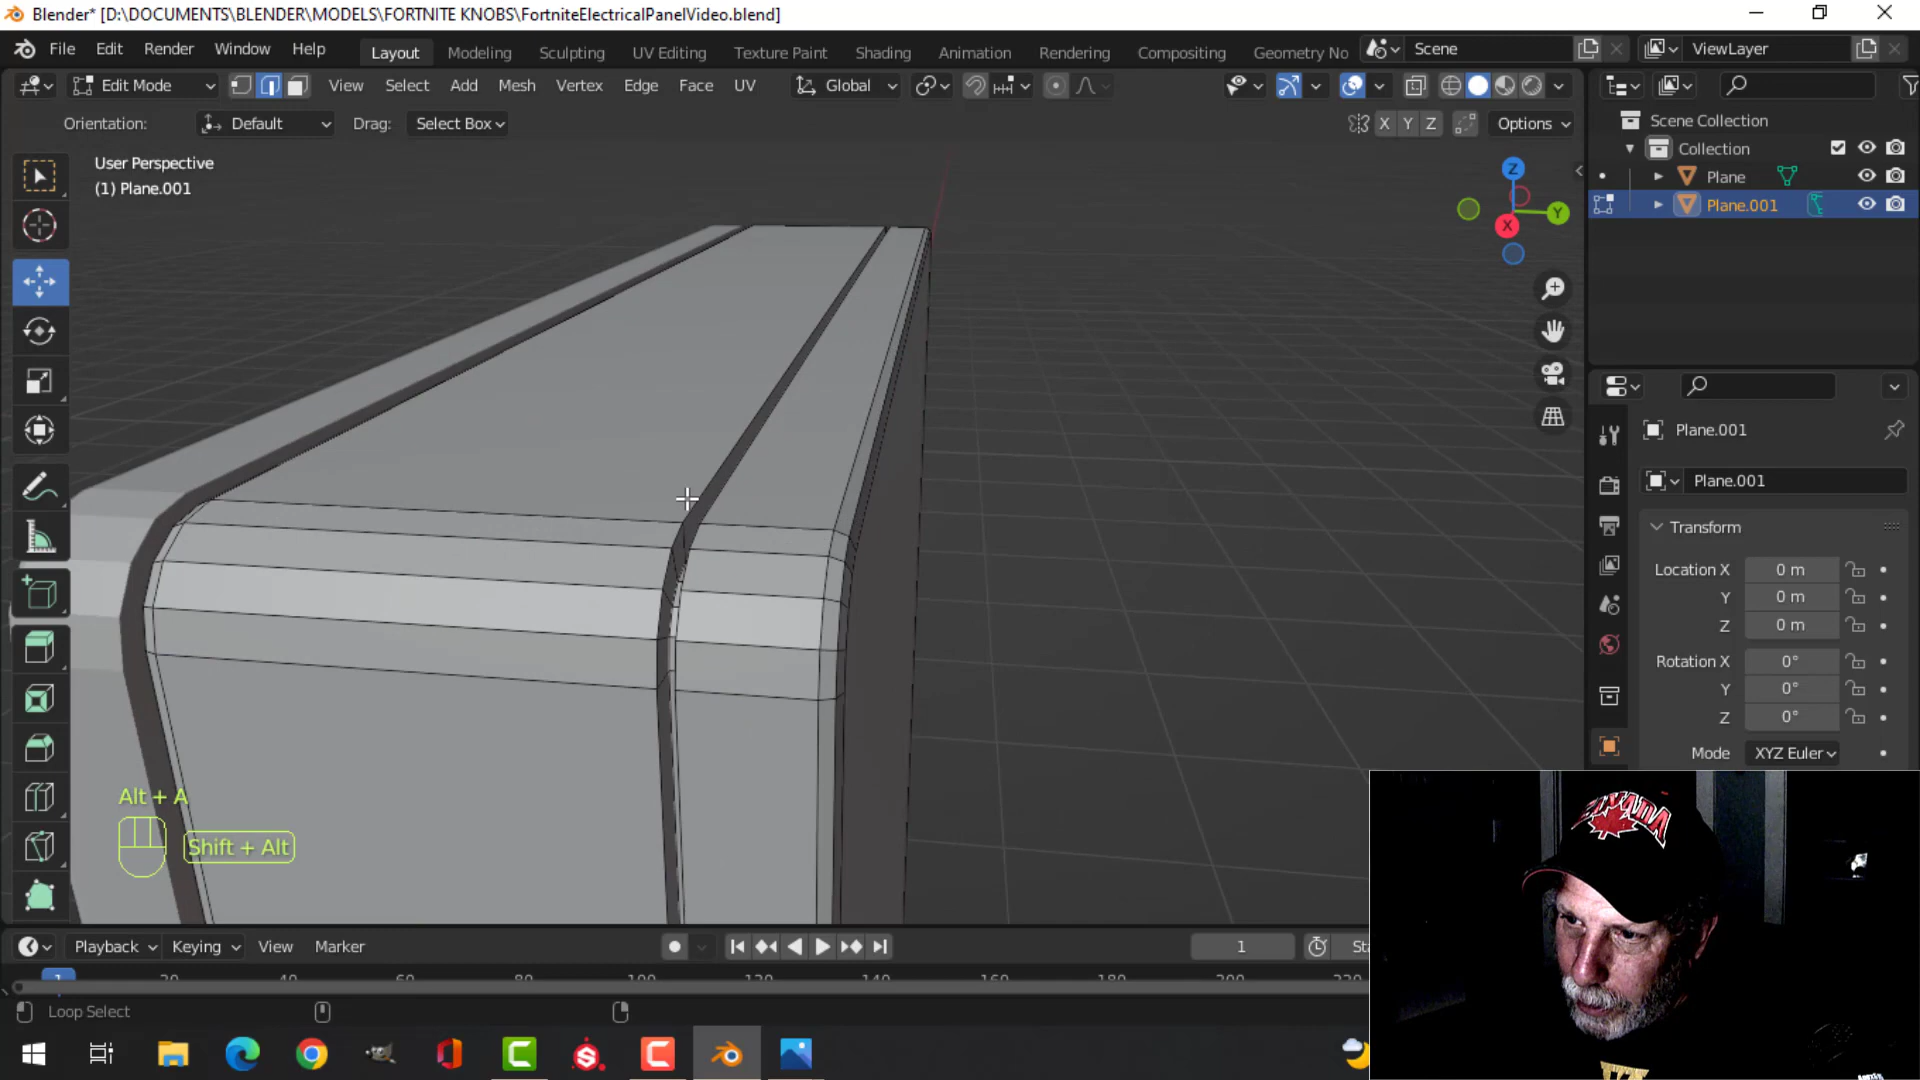 Blender* [D:\DOCUMENTS\BLENDER\MODELS\FORTNITE KNOBS\FortniteElectricalPanelVideo.blend]
File Edit Render Window Help Layout Modeling Sculpting UV Editing Texture Paint Shading Animation Rendering Compositing Geometry No Scene ViewLayer
Edit Mode View Select Add Mesh Vertex Edge Face UV Global
Orientation: Default Drag: Select Box X Y Z Options
Scene Collection
Collection
Plane
Plane.001
User Perspective
(1) Plane.001
Z
Y
X
Plane.001
Plane.001
Transform
Location X 0 m
Y 0 m
Z 0 m
Rotation X 0°
Y 0°
Z 0°
Mode XYZ Euler
Alt + A
Shift + Alt
CANADA
Playback Keying View Marker 1 Sta
1 20 40 60 80 100 120 140 160 180 200 220
Loop Select